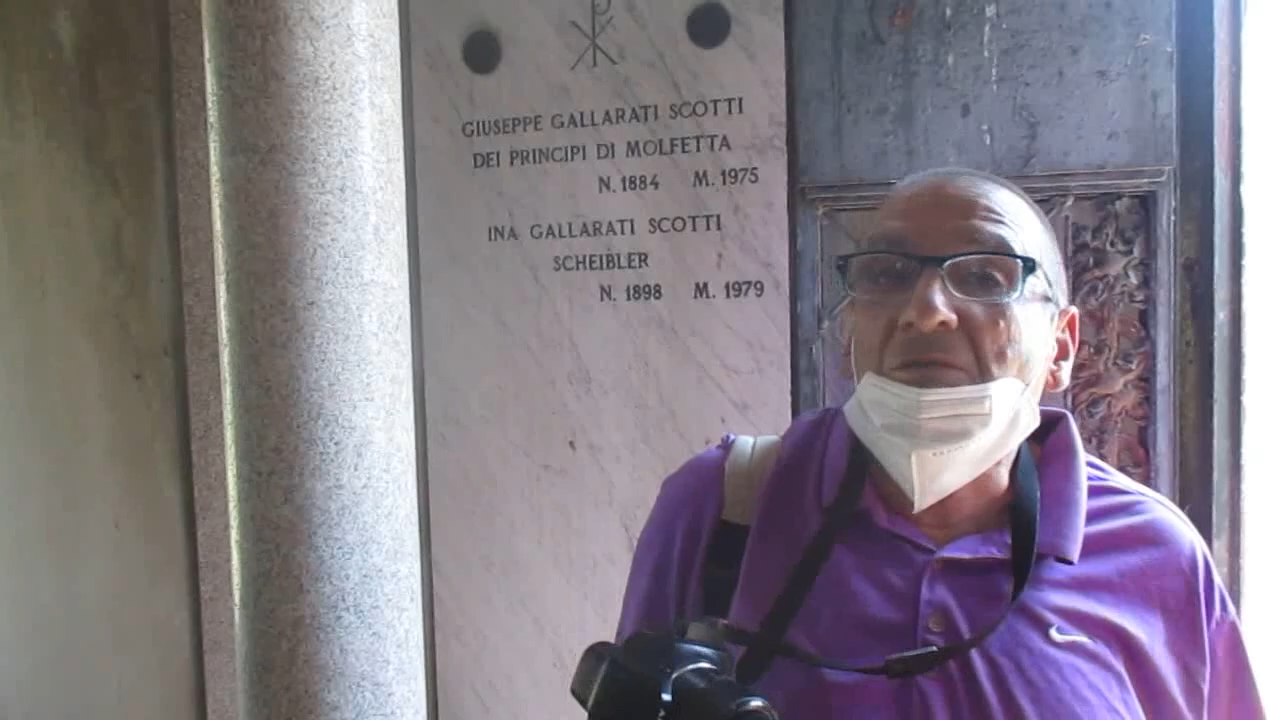 GIUSEPPE GALLARATI SCOTTI
DEI PRINCIPI DI MOLFETTA
N. 1884 M. 1975
INA GALLARATI SCOTTI
SCHEIBLER
N. 1898 M. 1979